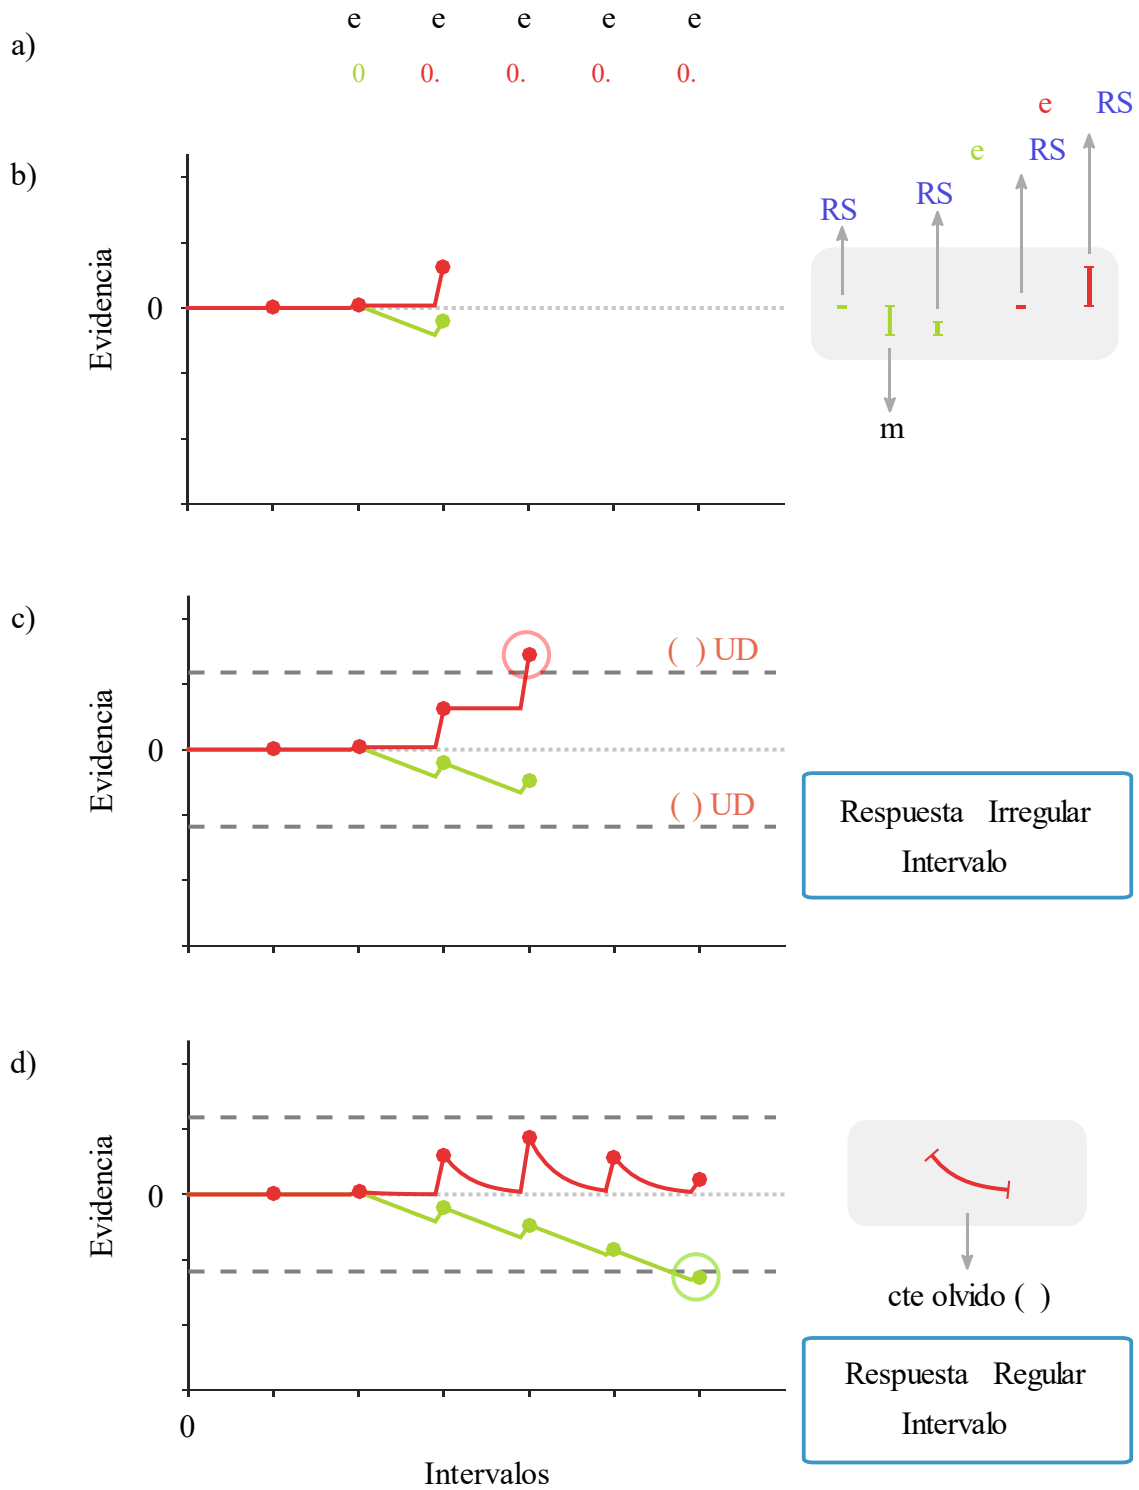 a)
e e e e e
0 0. 0. 0. 0.
e RS
b)
e RS
RS
RS
Evidencia
0
m
c)
( ) UD
Evidencia
0
( ) UD
Respuesta Irregular
Intervalo
d)
Evidencia
0
cte olvido ( )
Respuesta Regular
Intervalo
0
Intervalos